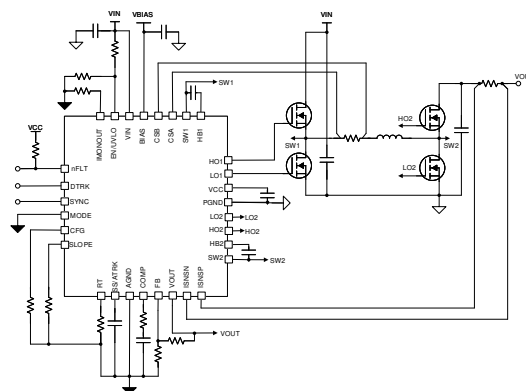 VIN
VBIAS
VIN
SW1
VOUT
IMONOUT
EN/UVLO
VIN
BIAS
CSB
CSA
SW1
HB1
VCC
nFLT
DTRK
SYNC
MODE
CFG
SLOPE
HO1
LO1
VCC
PGND
LO2
HO2
HB2
SW2
LO2
HO2
SW2
SW1
HO2
SW2
LO2
RT
SS/ATRK
AGND
COMP
FB
VOUT
ISNSN
ISNSP
VOUT